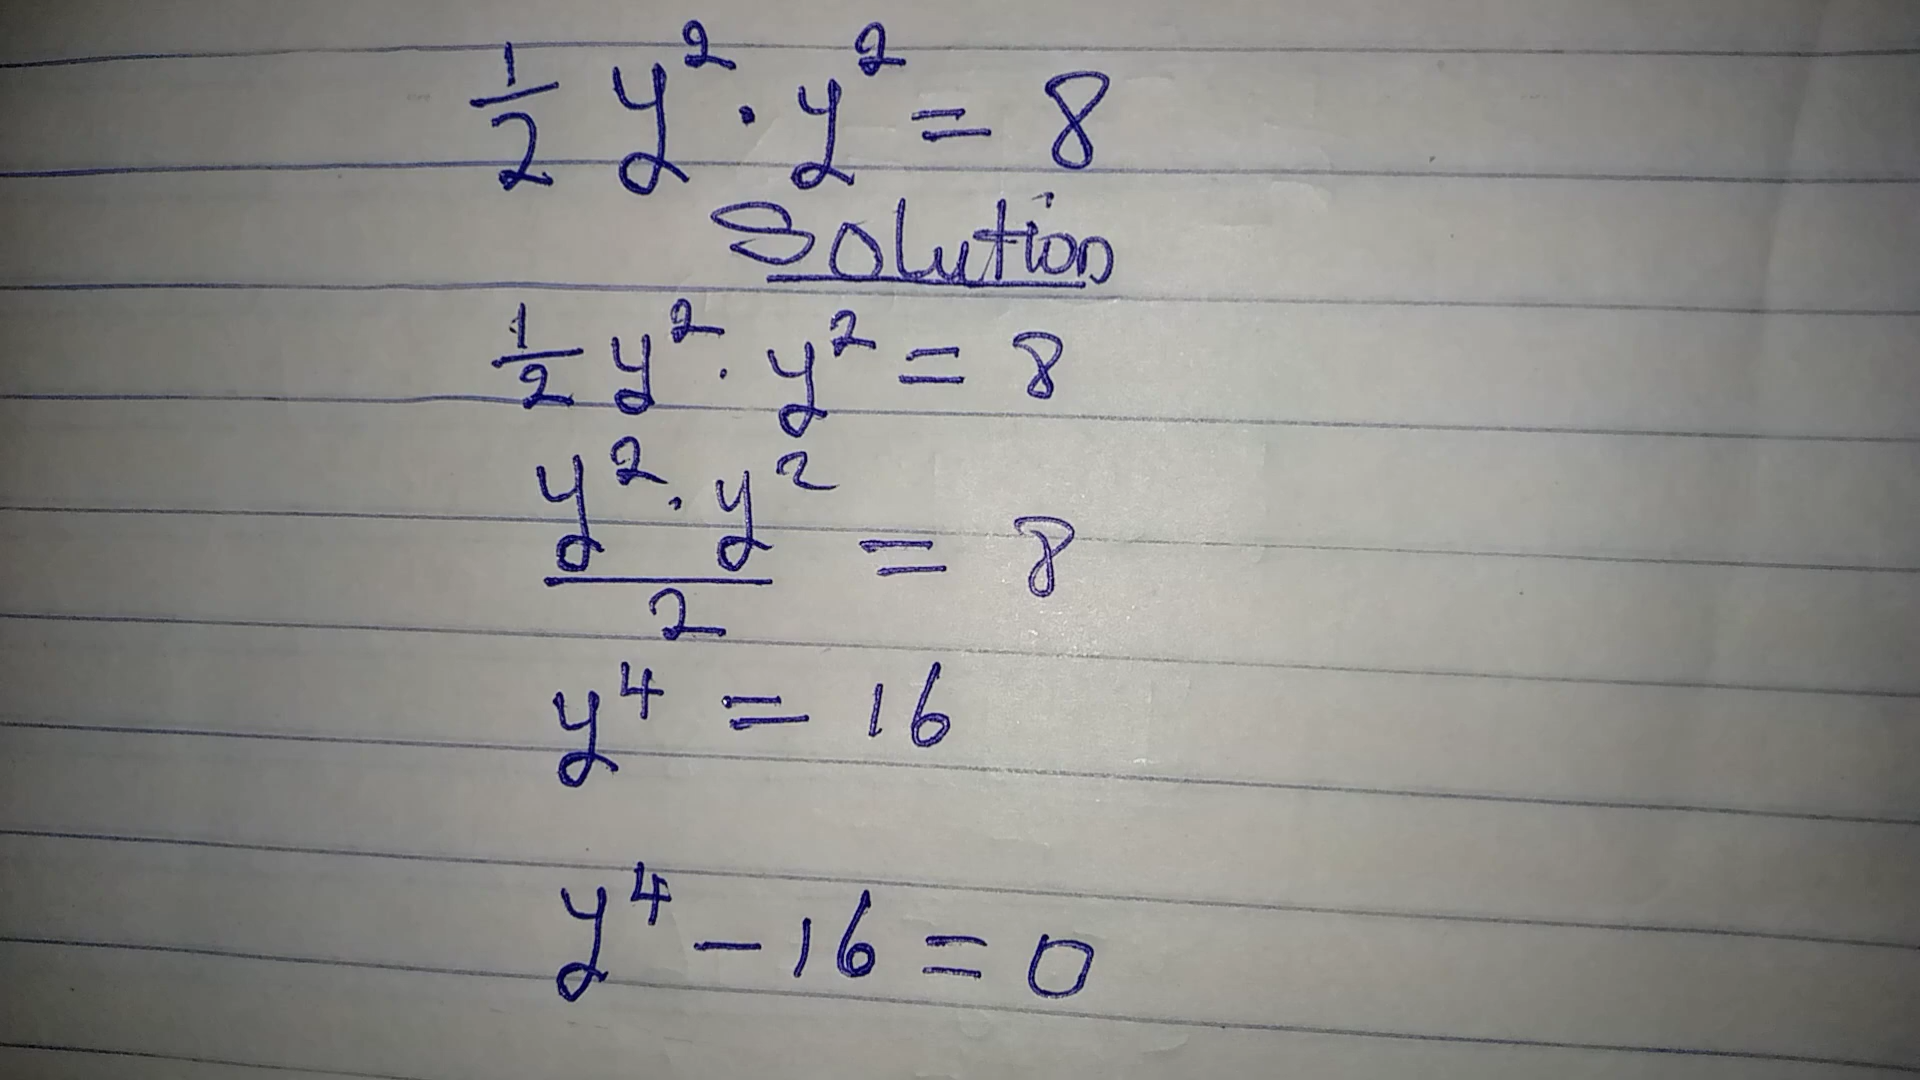 1/2 y² · y² = 8
Solution
1/2 y² · y² = 8
y² · y² / 2 = 8
y⁴ = 16
y⁴ - 16 = 0